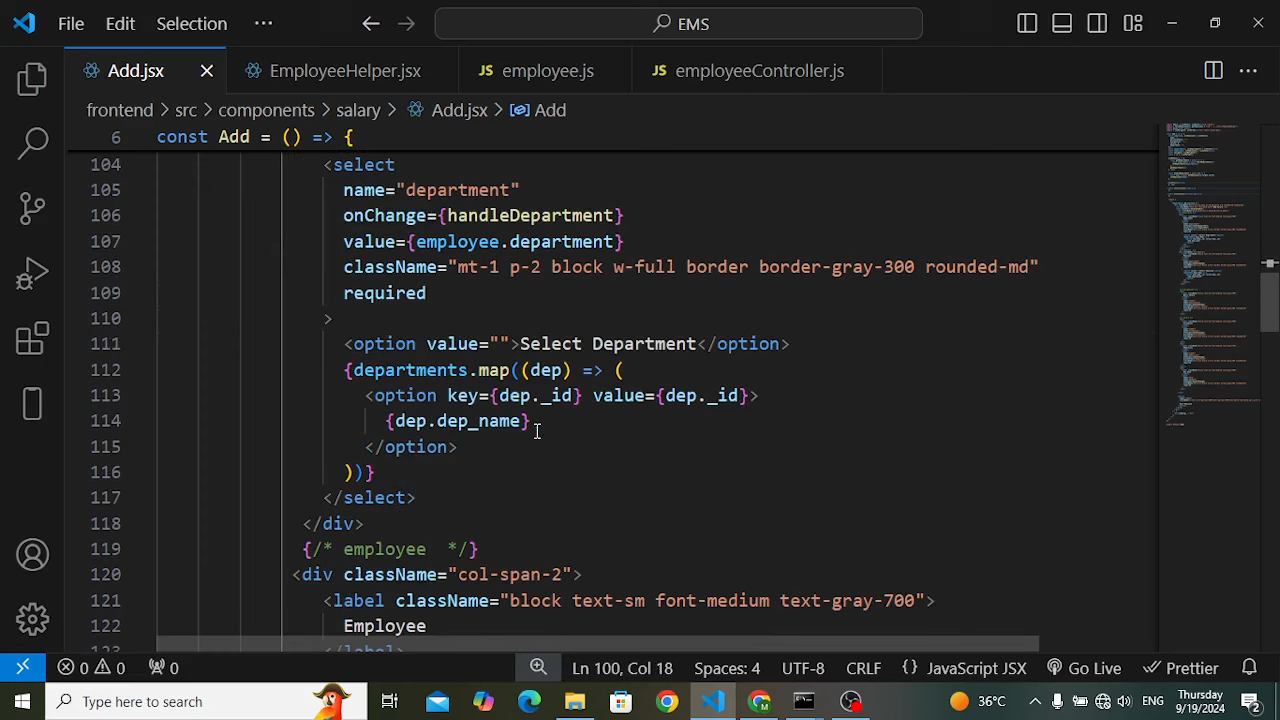 File Edit Selection ··· EMS
Add.jsx EmployeeHelper.jsx JS employee.js JS employeeController.js ···
frontend > src > components > salary > Add.jsx > Add
6 const Add = () => {
104 <select
105 name="department"
106 onChange={handleDepartment}
107 value={employee.department}
108 className="mt-1 p-2 block w-full border border-gray-300 rounded-md"
109 required
110 >
111 <option value="">Select Department</option>
112 {departments.map((dep) => (
113 <option key={dep._id} value={dep._id}>
114 {dep.dep_name}
115 </option>
116 ))}
117 </select>
118 </div>
119 {/* employee  */}
120 <div className="col-span-2">
121 <label className="block text-sm font-medium text-gray-700">
122 Employee
123 </label>
0 0 0 Ln 100, Col 18 Spaces: 4 UTF-8 CRLF {} JavaScript JSX Go Live Prettier
Type here to search 36°C ENG Thursday 9/19/2024 2